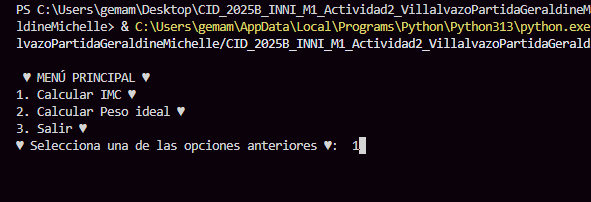 PS C:\Users\gemam\Desktop\CID_2025B_INNI_M1_Actividad2_VillalvazoPartidaGeraldineMi
ldineMichelle> & C:\Users\gemam\AppData\Local\Programs\Python\Python313\python.exe
lvazoPartidaGeraldineMichelle/CID_2025B_INNI_M1_Actividad2_VillalvazoPartidaGerald
♥ MENÚ PRINCIPAL ♥
1. Calcular IMC ♥
2. Calcular Peso ideal ♥
3. Salir ♥
♥ Selecciona una de las opciones anteriores ♥: 1